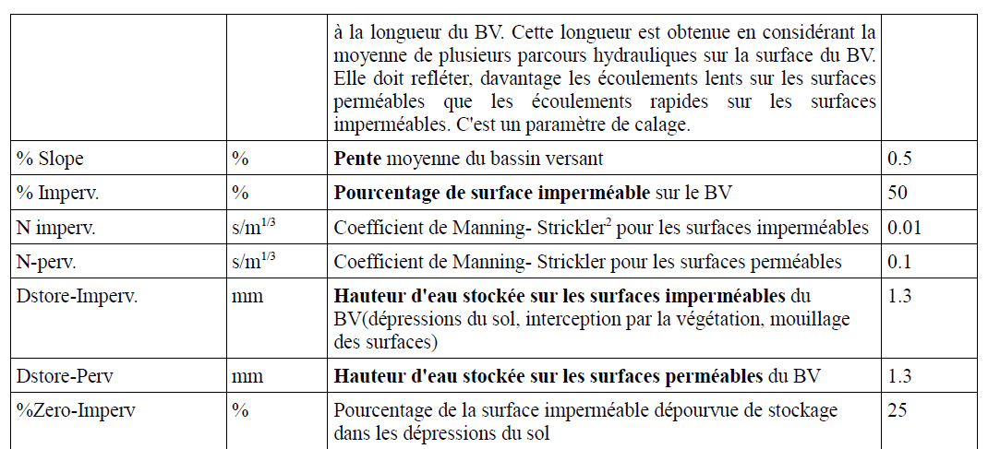 à la longueur du BV. Cette longueur est obtenue en considérant la
moyenne de plusieurs parcours hydrauliques sur la surface du BV.
Elle doit refléter, davantage les écoulements lents sur les surfaces
perméables que les écoulements rapides sur les surfaces
imperméables. C'est un paramètre de calage.
% Slope % Pente moyenne du bassin versant 0.5
% Imperv. % Pourcentage de surface imperméable sur le BV 50
N imperv. s/m1/3 Coefficient de Manning- Strickler2 pour les surfaces imperméables 0.01
N-perv. s/m1/3 Coefficient de Manning- Strickler pour les surfaces perméables 0.1
Dstore-Imperv. mm Hauteur d'eau stockée sur les surfaces imperméables du 1.3
BV(dépressions du sol, interception par la végétation, mouillage
des surfaces)
Dstore-Perv mm Hauteur d'eau stockée sur les surfaces perméables du BV 1.3
%Zero-Imperv % Pourcentage de la surface imperméable dépourvue de stockage 25
dans les dépressions du sol